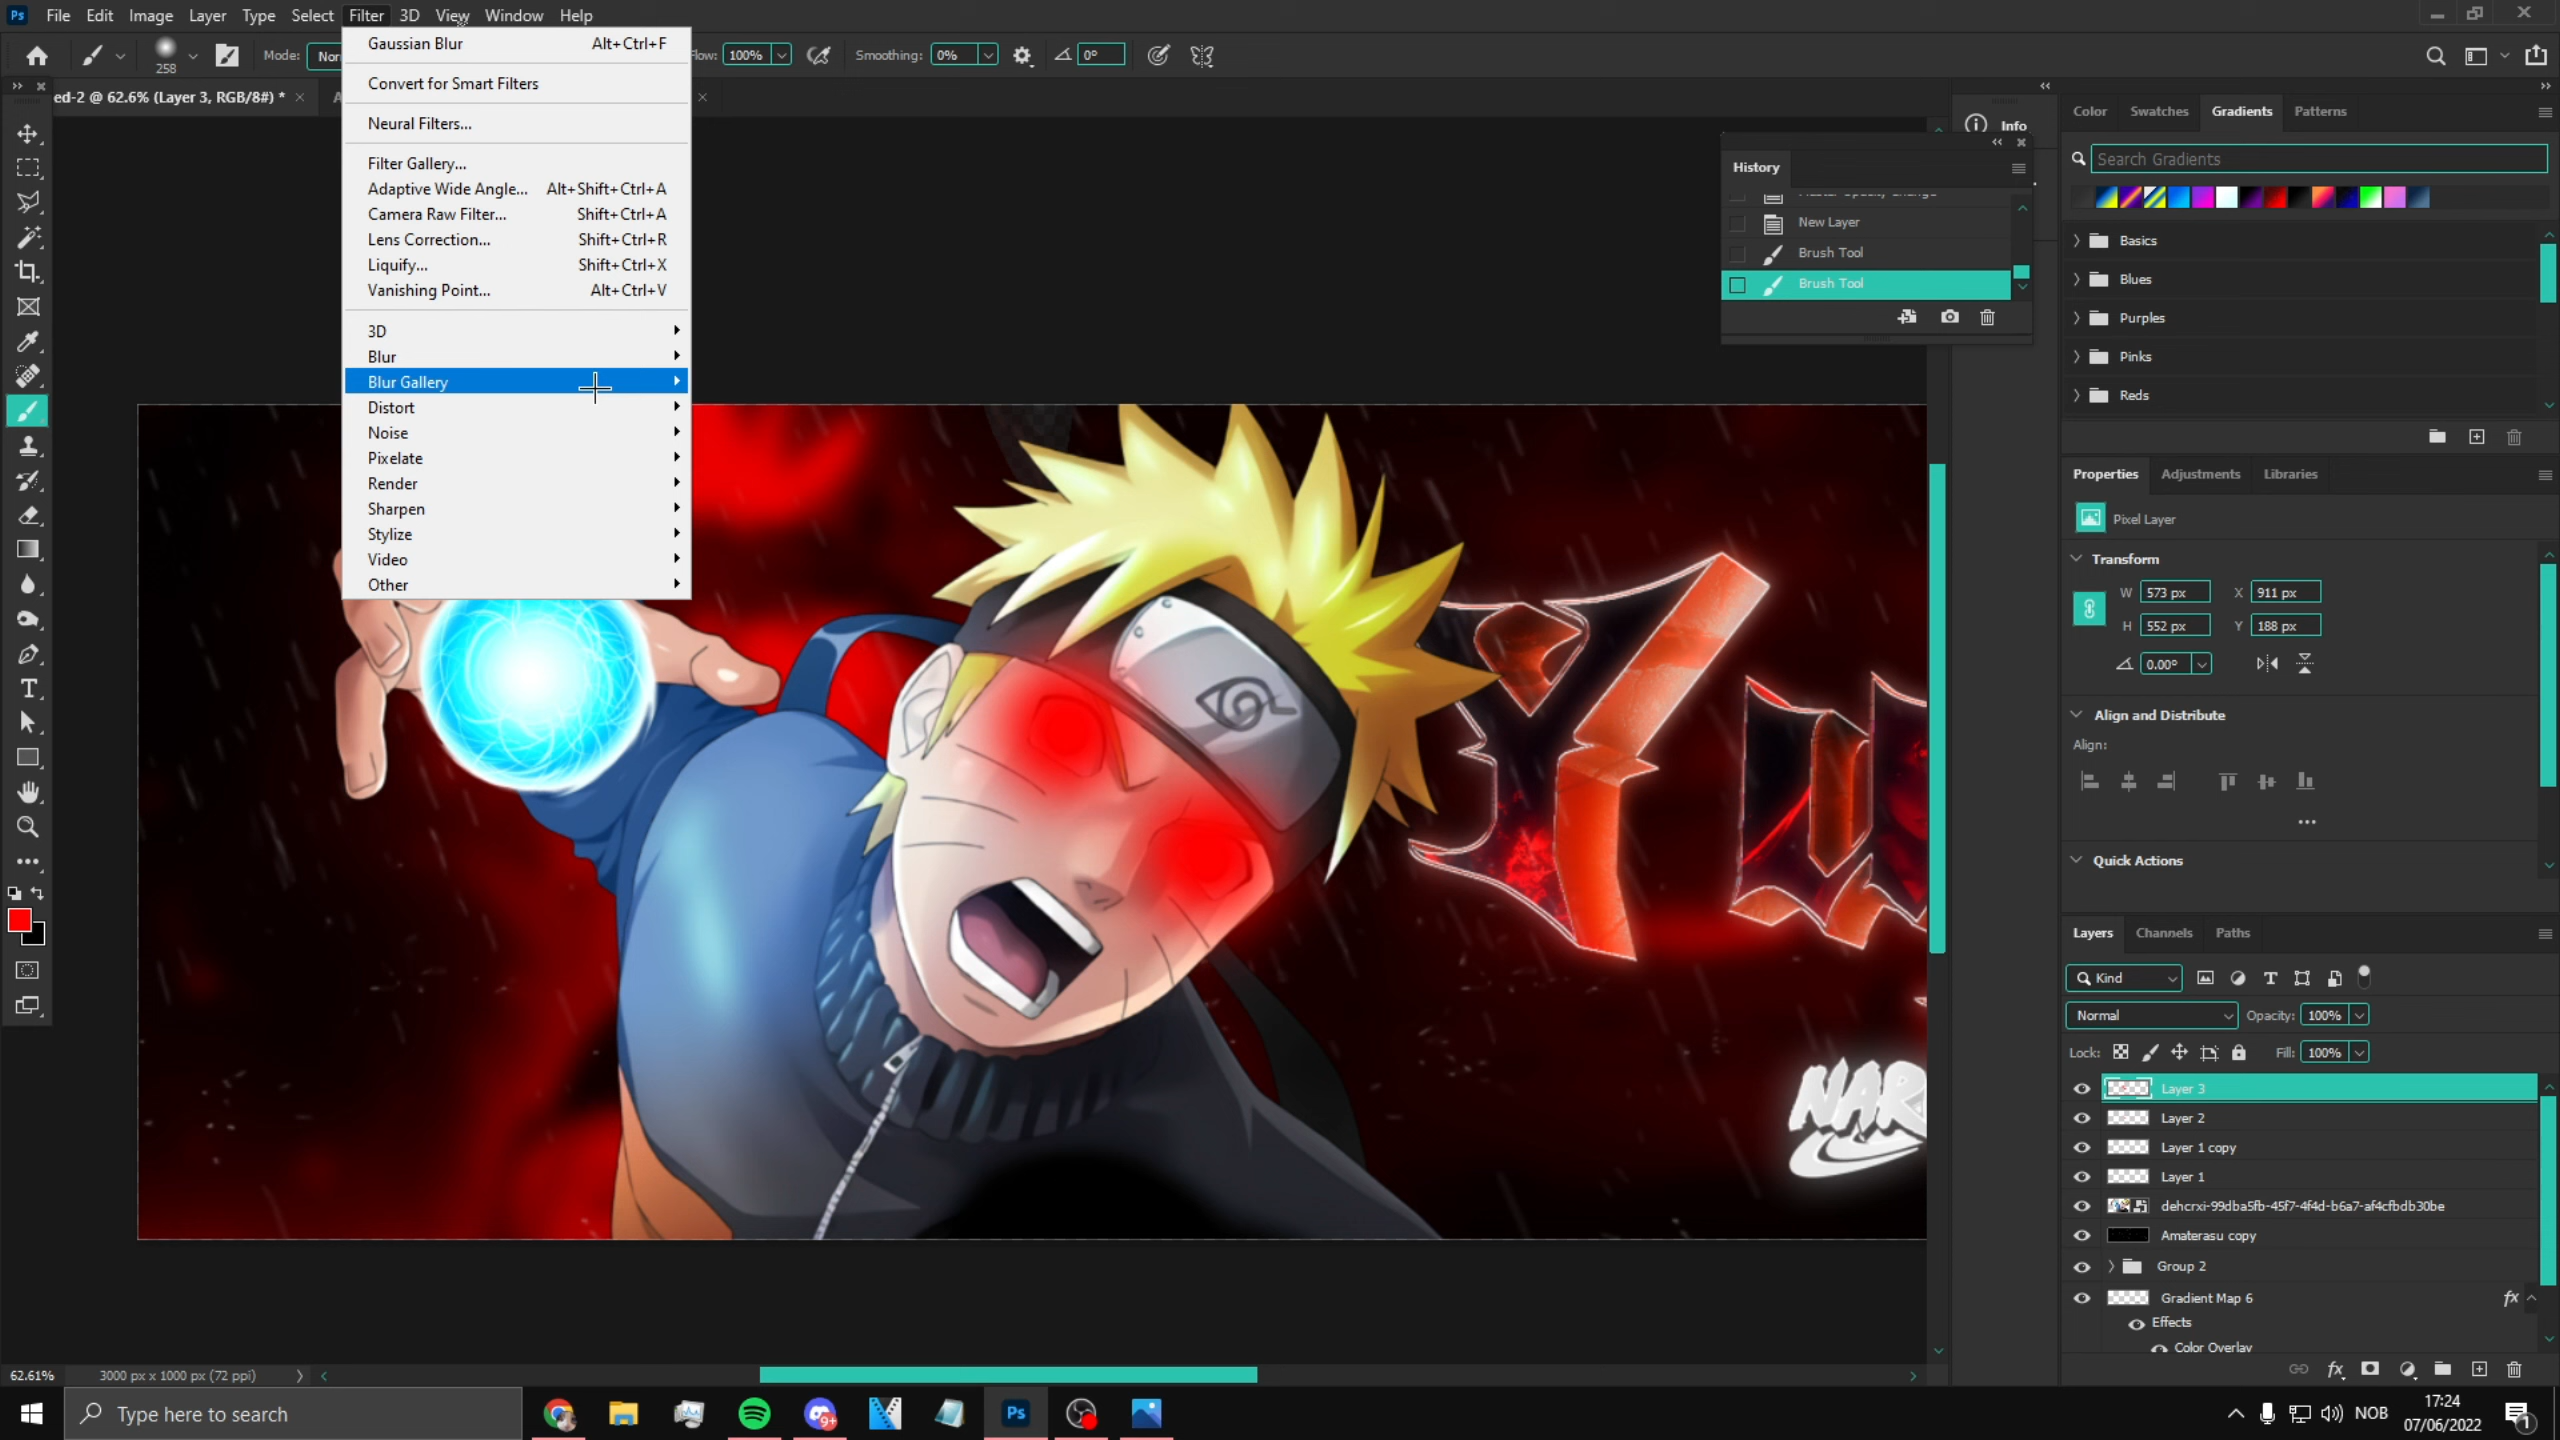 Ps File Edit Image Layer Type Select Filter 3D View Window Help
258 Mode: Flow: 100% Smoothing: 0% 0°
ed-2 @ 62.6% (Layer 3, RGB/8#) *
Gaussian Blur Alt+Ctrl+F
Convert for Smart Filters
Neural Filters...
Filter Gallery...
Adaptive Wide Angle... Alt+Shift+Ctrl+A
Camera Raw Filter... Shift+Ctrl+A
Lens Correction... Shift+Ctrl+R
Liquify... Shift+Ctrl+X
Vanishing Point... Alt+Ctrl+V
3D
Blur
Blur Gallery
Distort
Noise
Pixelate
Render
Sharpen
Stylize
Video
Other
Info
History
New Layer
Brush Tool
Brush Tool
Color Swatches Gradients Patterns
Search Gradients
Basics
Blues
Purples
Pinks
Reds
Properties Adjustments Libraries
Pixel Layer
Transform
W 573 px X 911 px
H 552 px Y 188 px
0.00°
Align and Distribute
Align:
Quick Actions
Layers Channels Paths
Kind
Normal Opacity: 100%
Lock: Fill: 100%
Layer 3
Layer 2
Layer 1 copy
Layer 1
dehcrxi-99dba5fb-45f7-4f4d-b6a7-af4cfbdb30be
Amaterasu copy
Group 2
Gradient Map 6 fx
Effects
Color Overlay
NAR
62.61% 3000 px x 1000 px (72 ppi)
Type here to search
9+
Ps
NOB
17:24
07/06/2022
1